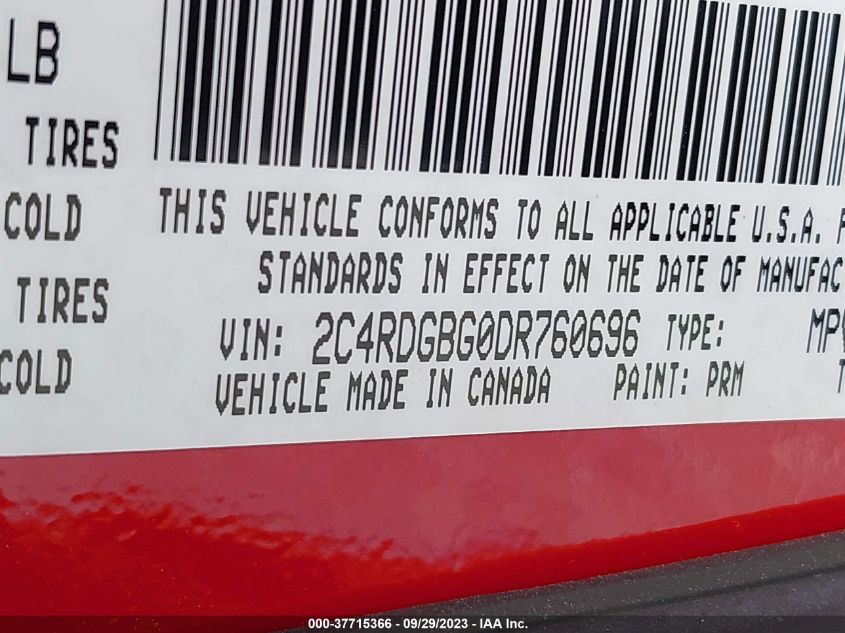 LB
TIRES
COLD
TIRES
COLD
THIS VEHICLE CONFORMS TO ALL APPLICABLE U.S.A.
STANDARDS IN EFFECT ON THE DATE OF MANUFAC
VIN: 2C4RDGBG0DR760696 TYPE: MPV
VEHICLE MADE IN CANADA PAINT: PRM
000-37715366 - 09/29/2023 - IAA Inc.